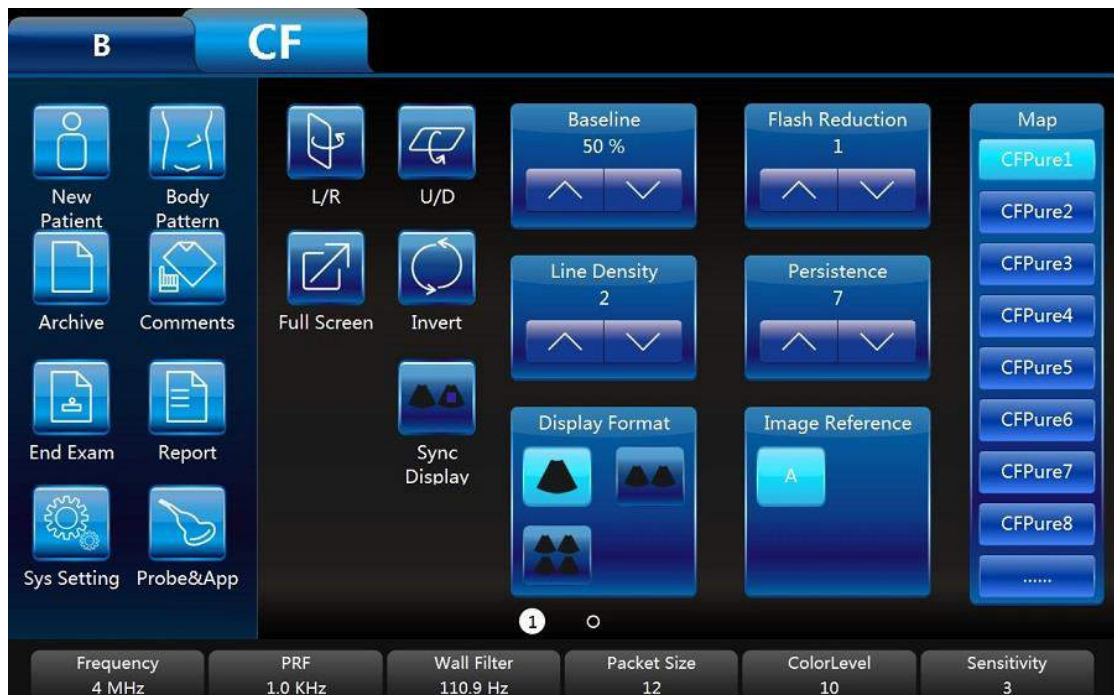 B
CF
New
Patient
Body
Pattern
Archive
Comments
End Exam
Report
Sys Setting
Probe&App
L/R
U/D
Full Screen
Invert
Sync
Display
Baseline
50 %
Flash Reduction
1
Line Density
2
Persistence
7
Display Format
Image Reference
A
Map
CFPure1
CFPure2
CFPure3
CFPure4
CFPure5
CFPure6
CFPure7
CFPure8
......
1
Frequency
4 MHz
PRF
1.0 KHz
Wall Filter
110.9 Hz
Packet Size
12
ColorLevel
10
Sensitivity
3